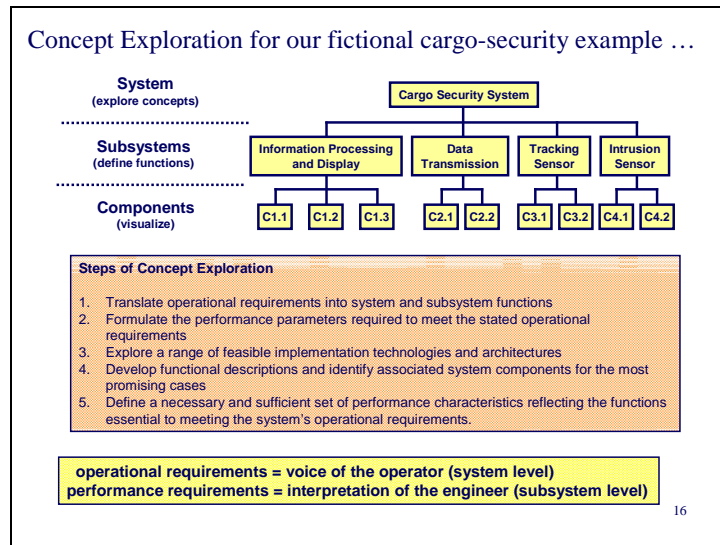 Concept Exploration for our fictional cargo-security example …
System
(explore concepts)
Cargo Security System
Subsystems
(define functions)
Information Processing
and Display
Data
Transmission
Tracking
Sensor
Intrusion
Sensor
Components
(visualize)
C1.1 C1.2 C1.3 C2.1 C2.2 C3.1 C3.2 C4.1 C4.2
Steps of Concept Exploration
1. Translate operational requirements into system and subsystem functions
2. Formulate the performance parameters required to meet the stated operational
requirements
3. Explore a range of feasible implementation technologies and architectures
4. Develop functional descriptions and identify associated system components for the most
promising cases
5. Define a necessary and sufficient set of performance characteristics reflecting the functions
essential to meeting the system's operational requirements.
operational requirements = voice of the operator (system level)
performance requirements = interpretation of the engineer (subsystem level)
16